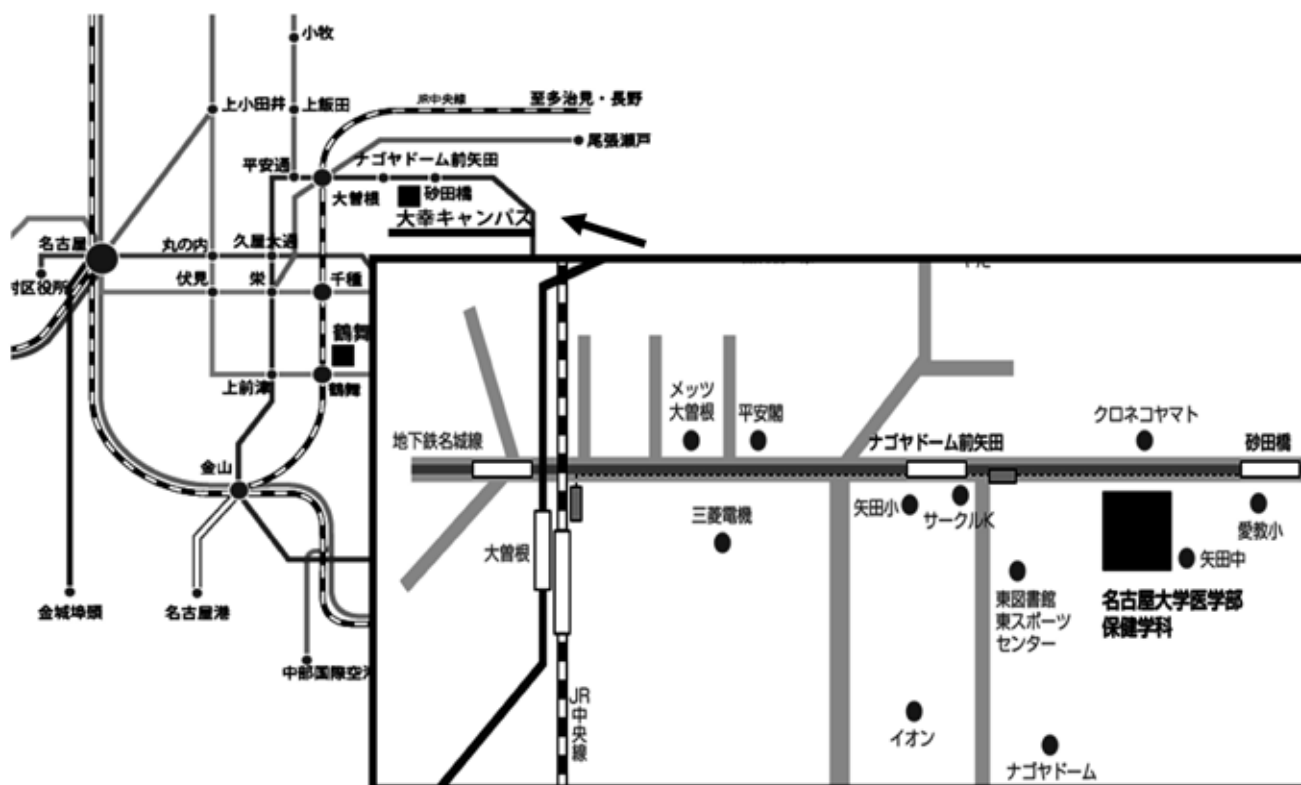 小牧
JR中央線
至多治見・長野
上小田井
上飯田
尾張瀬戸
平安通
ナゴヤドーム前矢田
大曽根
砂田橋
大幸キャンパス
名古屋
丸の内
久屋大通
村区役所
伏見
栄
千種
鶴舞
上前津
鶴舞
金山
金城埠頭
名古屋港
中部国際空
メッツ
大曽根
平安閣
クロネコヤマト
地下鉄名城線
ナゴヤドーム前矢田
砂田橋
三菱電機
矢田小
サークルK
愛教小
大曽根
矢田中
東図書館
東スポーツ
センター
名古屋大学医学部
保健学科
JR中央線
イオン
ナゴヤドーム